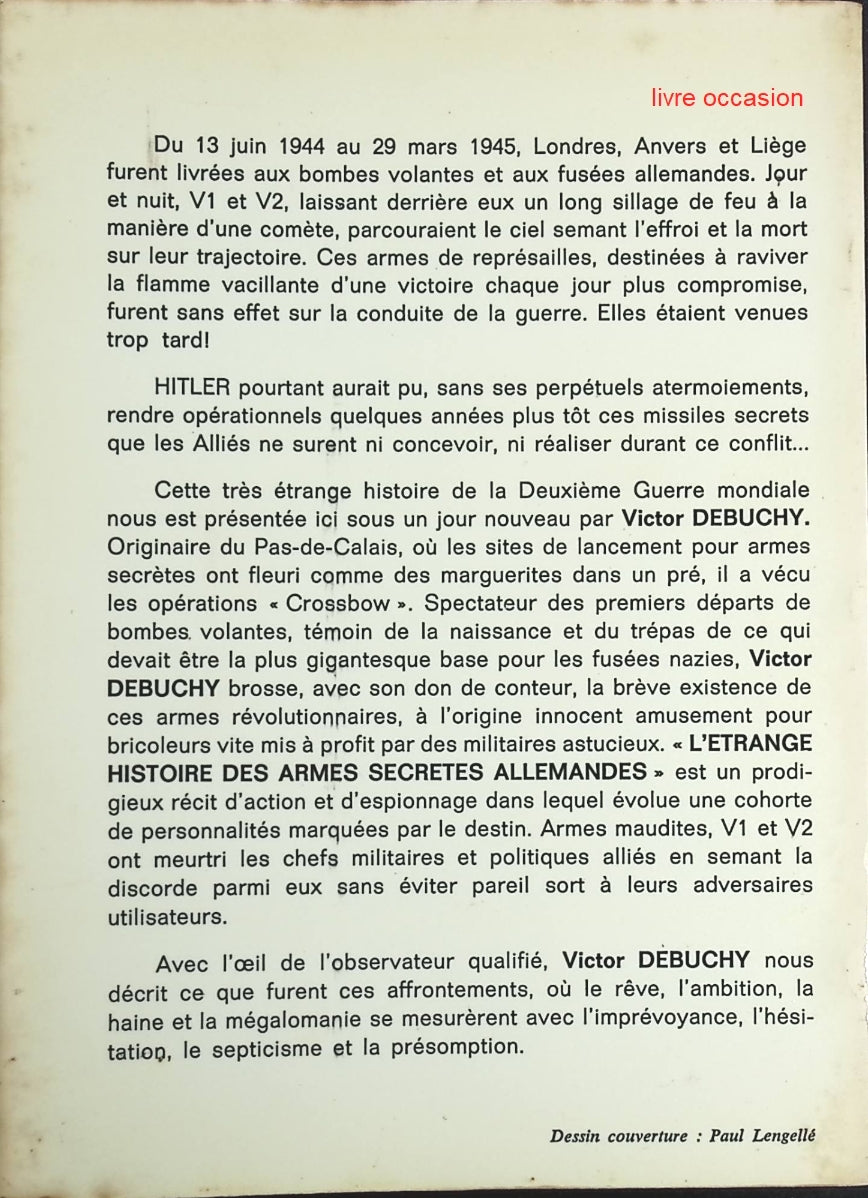 livre occasion
Du 13 juin 1944 au 29 mars 1945, Londres, Anvers et Liège
furent livrées aux bombes volantes et aux fusées allemandes. Jour
et nuit, V1 et V2, laissant derrière eux un long sillage de feu à la
manière d'une comète, parcouraient le ciel semant l'effroi et la mort
sur leur trajectoire. Ces armes de représailles, destinées à raviver
la flamme vacillante d'une victoire chaque jour plus compromise,
furent sans effet sur la conduite de la guerre. Elles étaient venues
trop tard!
HITLER pourtant aurait pu, sans ses perpétuels atermoiements,
rendre opérationnels quelques années plus tôt ces missiles secrets
que les Alliés ne surent ni concevoir, ni réaliser durant ce conflit...
Cette très étrange histoire de la Deuxième Guerre mondiale
nous est présentée ici sous un jour nouveau par Victor DEBUCHY.
Originaire du Pas-de-Calais, où les sites de lancement pour armes
secrètes ont fleuri comme des marguerites dans un pré, il a vécu
les opérations « Crossbow ». Spectateur des premiers départs de
bombes volantes, témoin de la naissance et du trépas de ce qui
devait être la plus gigantesque base pour les fusées nazies, Victor
DEBUCHY brosse, avec son don de conteur, la brève existence de
ces armes révolutionnaires, à l'origine innocent amusement pour
bricoleurs vite mis à profit par des militaires astucieux. « L'ETRANGE
HISTOIRE DES ARMES SECRETES ALLEMANDES » est un prodi-
gieux récit d'action et d'espionnage dans lequel évolue une cohorte
de personnalités marquées par le destin. Armes maudites, V1 et V2
ont meurtri les chefs militaires et politiques alliés en semant la
discorde parmi eux sans éviter pareil sort à leurs adversaires
utilisateurs.
Avec l'œil de l'observateur qualifié, Victor DEBUCHY nous
décrit ce que furent ces affrontements, où le rêve, l'ambition, la
haine et la mégalomanie se mesurèrent avec l'imprévoyance, l'hési-
tation, le septicisme et la présomption.
Dessin couverture : Paul Lengellé